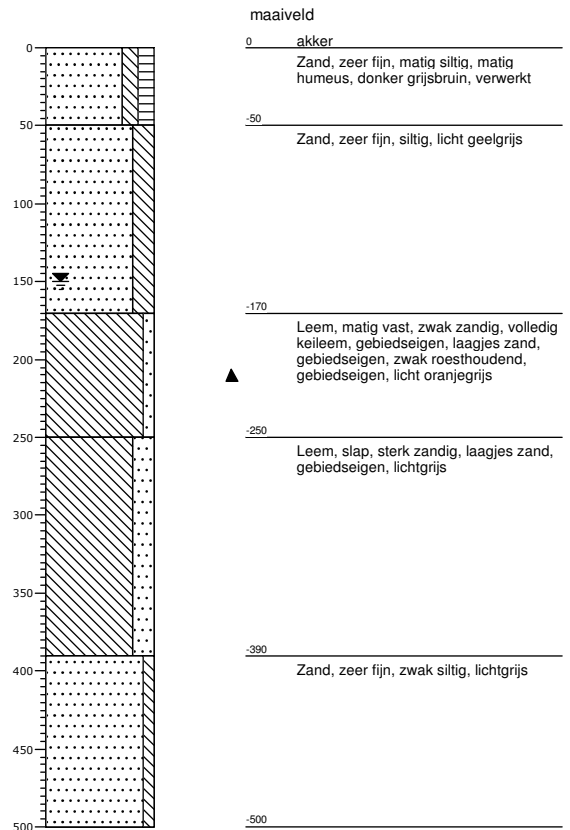 maaiveld
0
0
akker
Zand, zeer fijn, matig siltig, matig
humeus, donker grijsbruin, verwerkt
50
-50
Zand, zeer fijn, siltig, licht geelgrijs
100
150
-170
Leem, matig vast, zwak zandig, volledig
keileem, gebiedseigen, laagjes zand,
gebiedseigen, zwak roesthoudend,
gebiedseigen, licht oranjegrijs
200
250
-250
Leem, slap, sterk zandig, laagjes zand,
gebiedseigen, lichtgrijs
300
350
-390
Zand, zeer fijn, zwak siltig, lichtgrijs
400
450
500
-500